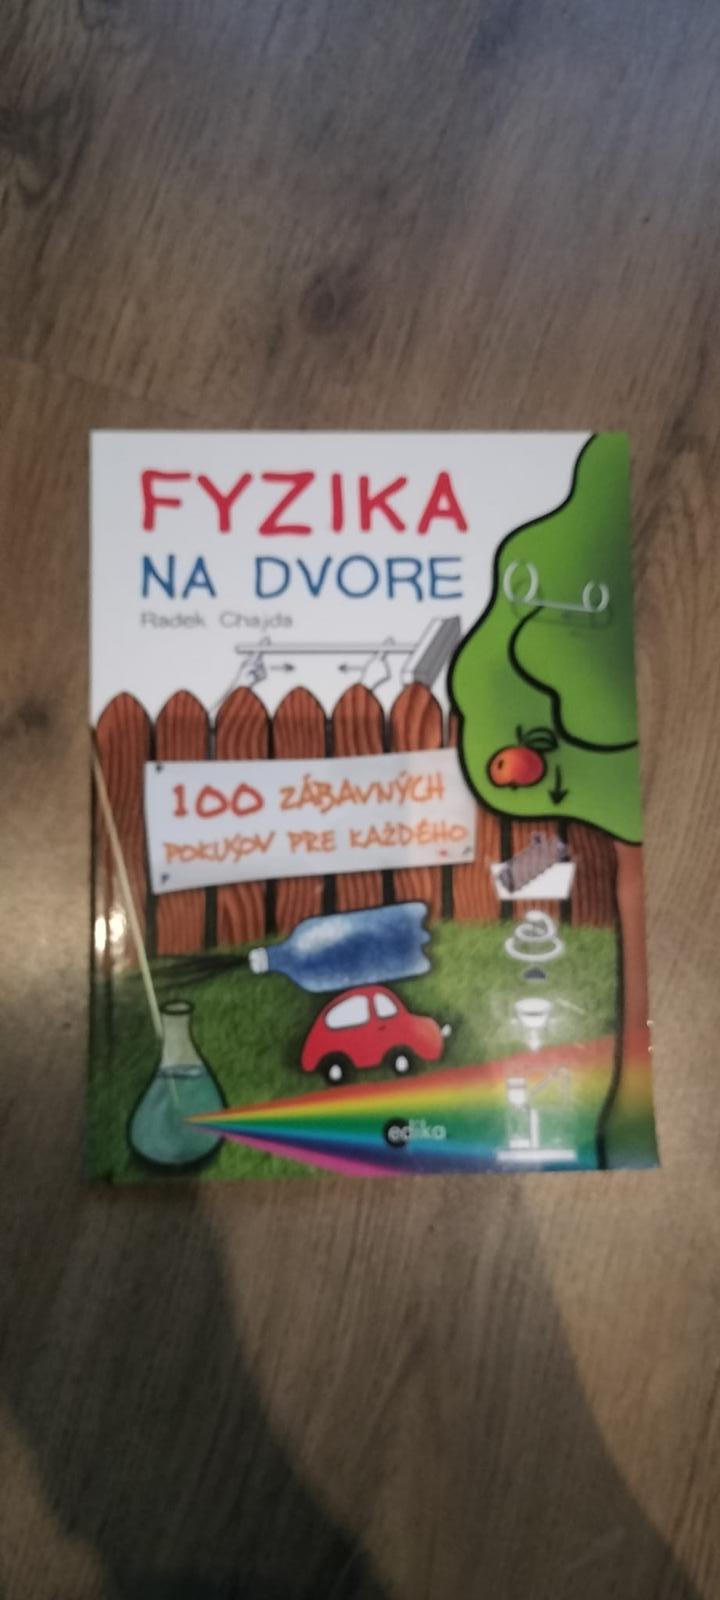 FYZIKA
NA DVORE
Radek Chajda
100 ZÁBAVNÝCH
POKUSOV PRE KAŽDÉHO
edika